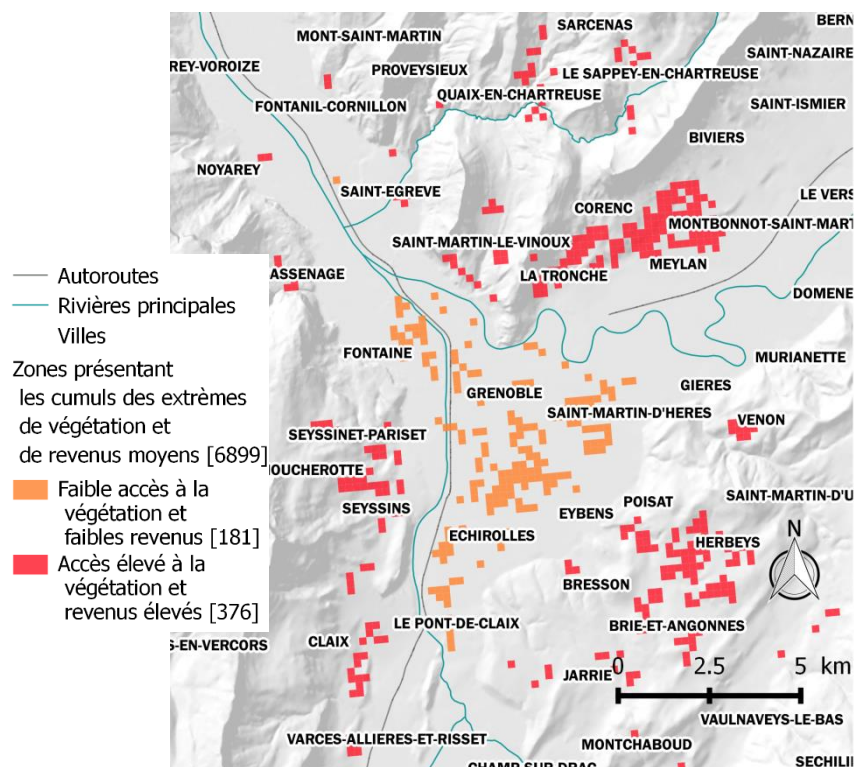 SARCENAS
BERN
MONT-SAINT-MARTIN
SAINT-NAZAIRE
REY-VOROIZE
PROVEYSIEUX
LE SAPPEY-EN-CHARTREUSE
QUAIX-EN-CHARTREUSE
FONTANIL-CORNILLON
SAINT-ISMIER
BIVIERS
NOYAREY
SAINT-EGREVE
LE VERS
CORENC
MONTBONNOT-SAINT-MART
SAINT-MARTIN-LE-VINOUX
MEYLAN
ASSENAGE
LA TRONCHE
DOMENE
FONTAINE
MURIANETTE
GIERES
GRENOBLE
SAINT-MARTIN-D'HERES
VENON
SEYSSINET-PARISET
OUCHEROTTE
SAINT-MARTIN-D'U
POISAT
SEYSSINS
EYBENS
ECHIROLLES
HERBEYS
N
BRESSON
LE PONT-DE-CLAIX
BRIE-ET-ANGONNES
S-EN-VERCORS
CLAIX
JARRIE
0 2.5 5 km
VAULNAVEYS-LE-BAS
VARCES-ALLIERES-ET-RISSET
MONTCHABOUD
CHAMP-SUR-DRAC
SECHILI
Autoroutes
Rivières principales
Villes
Zones présentant
les cumuls des extrêmes
de végétation et
de revenus moyens [6899]
Faible accès à la
végétation et
faibles revenus [181]
Accès élevé à la
végétation et
revenus élevés [376]